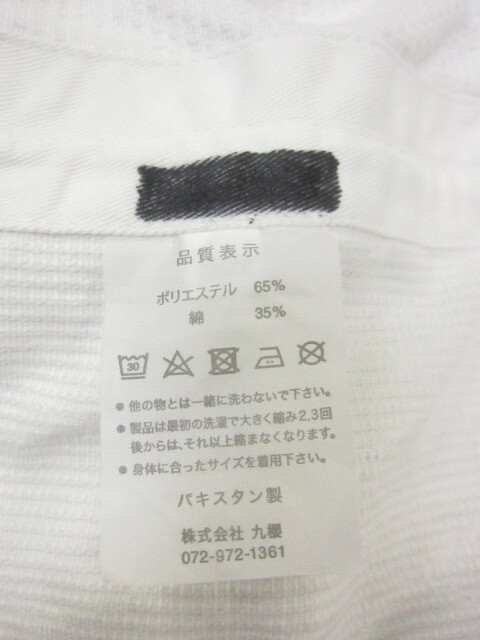 品質表示
ポリエステル 65%
綿 35%
30
● 他の物とは一緒に洗わないで下さい。
● 製品は最初の洗濯で大きく縮み2,3回
後からは、それ以上縮まなくなります。
● 身体に合ったサイズを着用下さい。
パキスタン製
株式会社 九櫻
072-972-1361